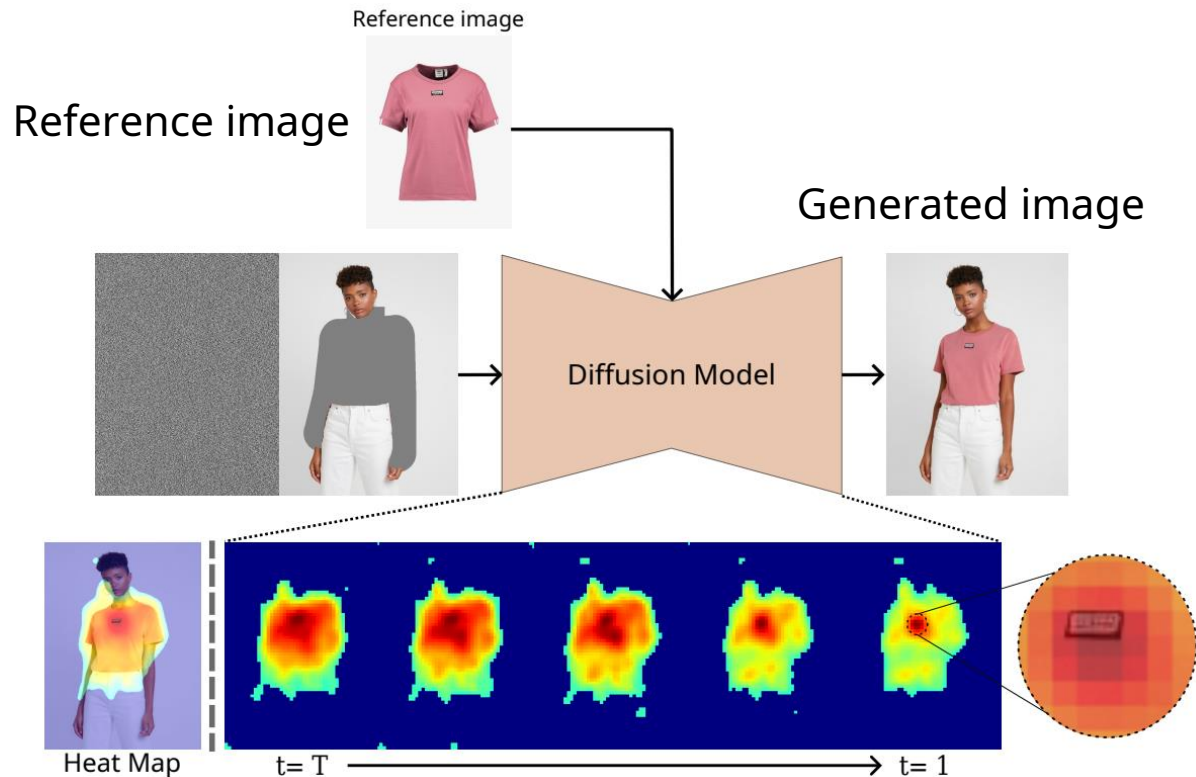 Reference image
Reference image
Generated image
Diffusion Model
Heat Map
t= T
t= 1